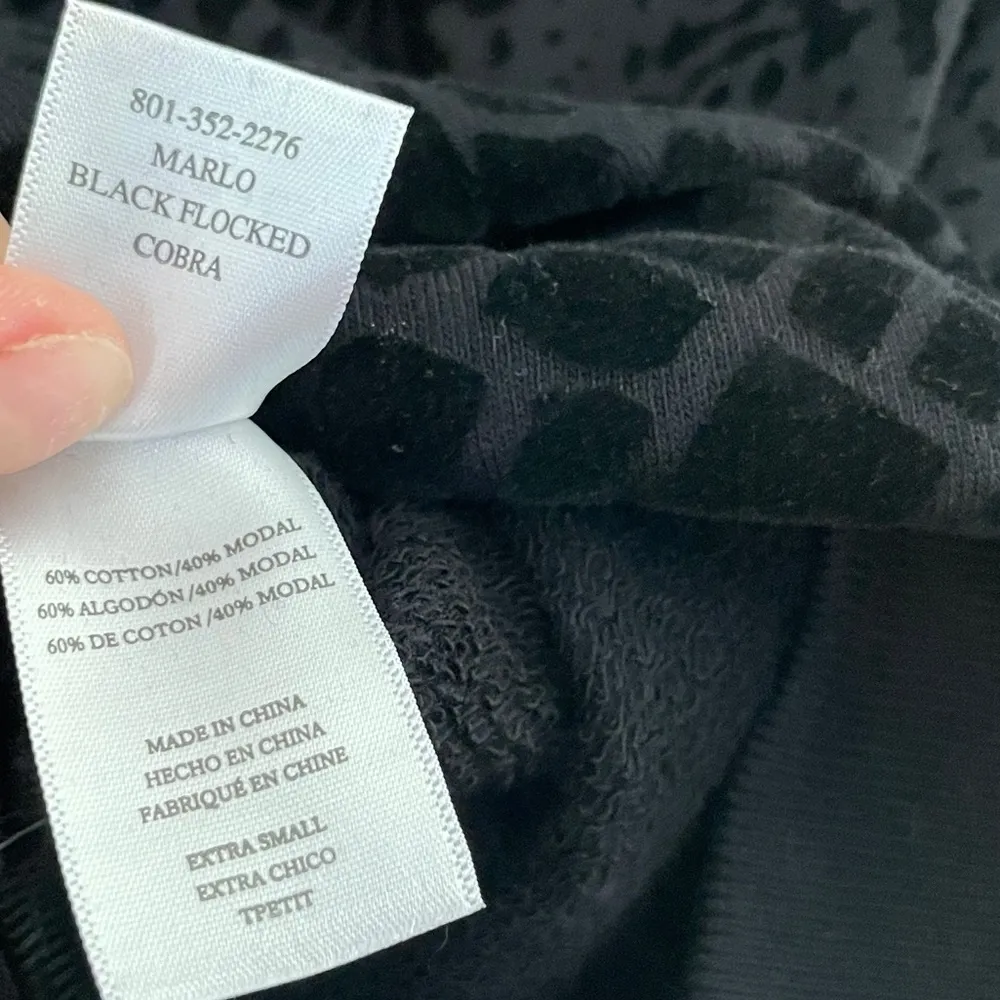 801-352-2276
MARLO
BLACK FLOCKED
COBRA
60% COTTON/40% MODAL
60% ALGODÓN/40% MODAL
60% DE COTON/40% MODAL
MADE IN CHINA
HECHO EN CHINA
FABRIQUÉ EN CHINE
EXTRA SMALL
EXTRA CHICO
TPETIT